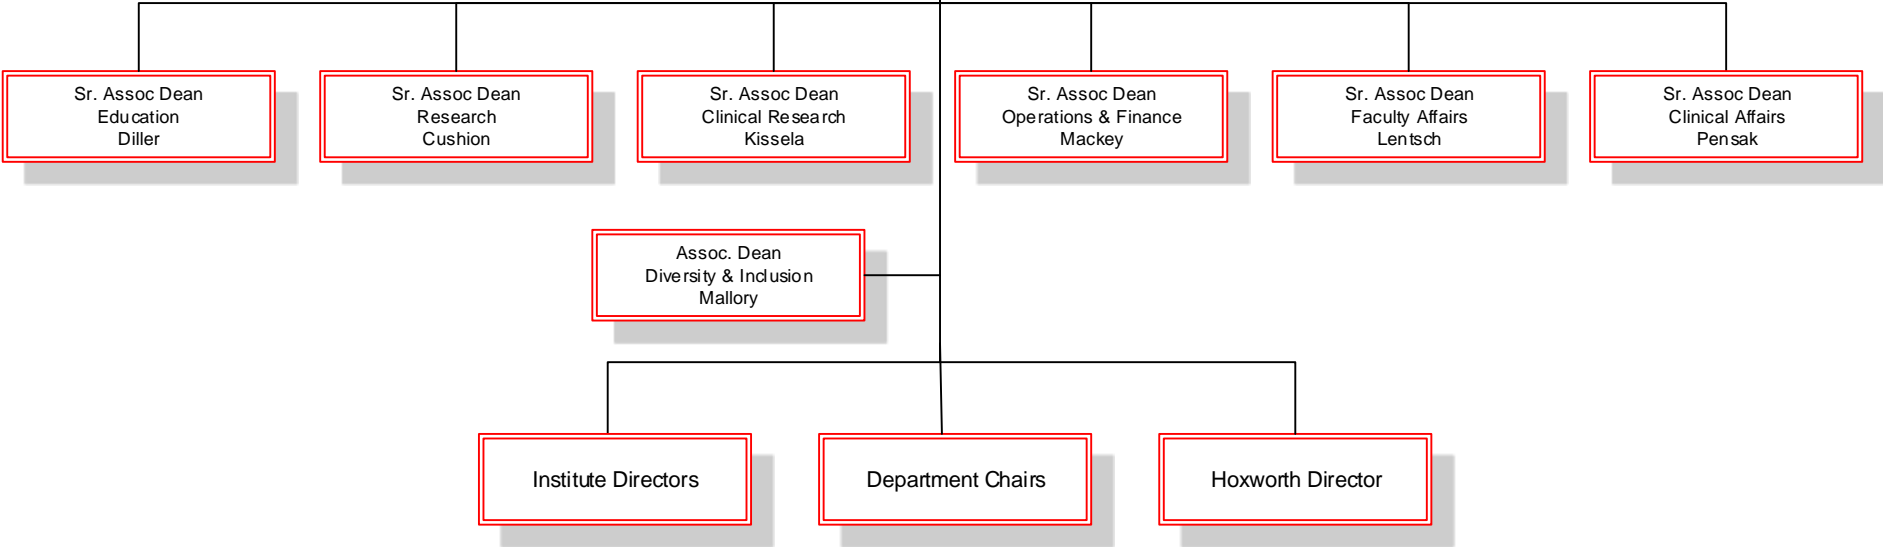 Sr. Assoc Dean
Education
Diller
Sr. Assoc Dean
Research
Cushion
Sr. Assoc Dean
Clinical Research
Kissela
Sr. Assoc Dean
Operations & Finance
Mackey
Sr. Assoc Dean
Faculty Affairs
Lentsch
Sr. Assoc Dean
Clinical Affairs
Pensak
Assoc. Dean
Diversity & Inclusion
Mallory
Institute Directors
Department Chairs
Hoxworth Director